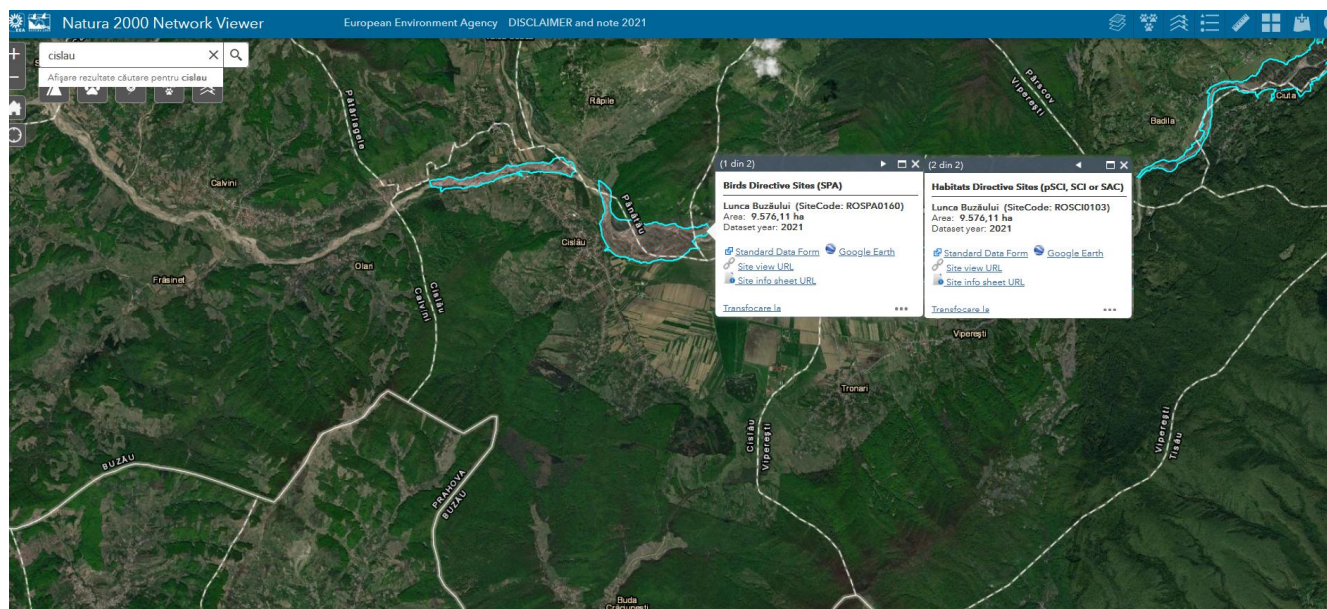 Natura 2000 Network Viewer
European Environment Agency DISCLAIMER and note 2021
cislau
Afișare rezultate căutare pentru cislau
Râpile
Pătârlagele
Pârscov
Viperești
Ciuta
Badila
Calvini
Pănătău
Cislău
Olari
Frăsinet
Cislău
Calvini
(1 din 2)
Birds Directive Sites (SPA)
Lunca Buzăului (SiteCode: ROSPA0160)
Area: 9.576,11 ha
Dataset year: 2021
Standard Data Form Google Earth
Site view URL
Site info sheet URL
Transfocare la
(2 din 2)
Habitats Directive Sites (pSCI, SCI or SAC)
Lunca Buzăului (SiteCode: ROSCI0103)
Area: 9.576,11 ha
Dataset year: 2021
Standard Data Form Google Earth
Site view URL
Site info sheet URL
Transfocare la
Viperești
Tronari
Cislău
Viperești
Viperești
Tisău
BUZĂU
PRAHOVA
BUZĂU
Buda
Crăciunești